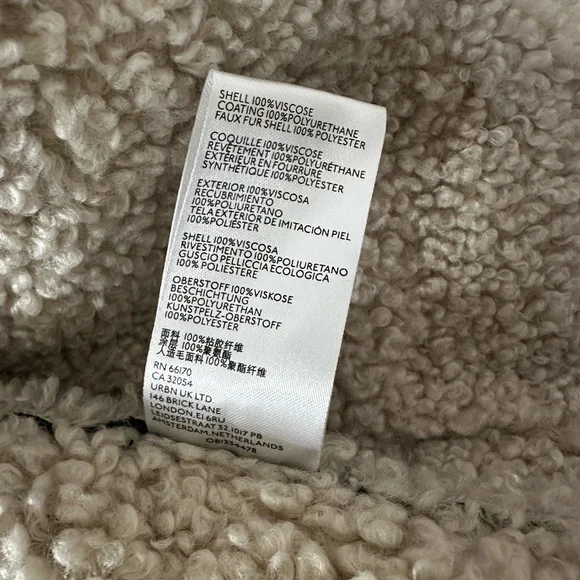 SHELL 100%VISCOSE
COATING 100%POLYURETHANE
FAUX FUR SHELL 100% POLYESTER
COQUILLE 100%VISCOSE
REVÊTEMENT 100%POLYURÉTHANE
EXTÉRIEUR EN FOURRURE
SYNTHÉTIQUE 100%POLYESTER
EXTERIOR 100%VISCOSA
RECUBRIMIENTO
100%POLIURETANO
TELA EXTERIOR DE IMITACIÓN PIEL
100%POLIÉSTER
SHELL 100%VISCOSA
RIVESTIMENTO 100%POLIURETANO
GUSCIO PELLICCIA ECOLOGICA
100% POLIESTERE
OBERSTOFF 100%VISKOSE
BESCHICHTUNG
100%POLYURETHAN
KUNSTPELZ-OBERSTOFF
100%POLYESTER
面料 100%粘胶纤维
涂层 100%聚氨酯
人造毛面料100%聚酯纤维
RN 66170
CA 32054
URBN UK LTD
146 BRICK LANE
LONDON. E1 6RU
LEIDSESTRAAT 32,1017 PB
AMSTERDAM, NETHERLANDS
OB1334478